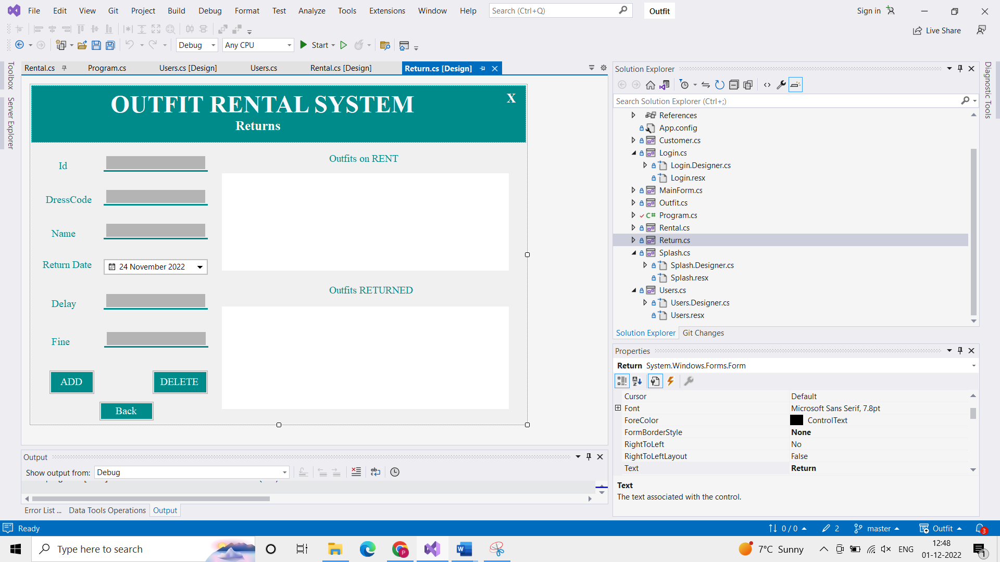 File Edit View Git Project Build Debug Format Test Analyze Tools Extensions Window Help Search (Ctrl+Q) Outfit Sign in
Live Share
Debug Any CPU Start
Toolbox
Server Explorer
Rental.cs Program.cs Users.cs [Design] Users.cs Rental.cs [Design] Return.cs [Design]
OUTFIT RENTAL SYSTEM X
Returns
Id
DressCode
Name
Return Date 24 November 2022
Delay
Fine
ADD DELETE
Back
Outfits on RENT
Outfits RETURNED
Output
Show output from: Debug
Error List ... Data Tools Operations Output
Solution Explorer
Search Solution Explorer (Ctrl+;)
References
App.config
Customer.cs
Login.cs
Login.Designer.cs
Login.resx
MainForm.cs
Outfit.cs
C# Program.cs
Rental.cs
Return.cs
Splash.cs
Splash.Designer.cs
Splash.resx
Users.cs
Users.Designer.cs
Users.resx
Solution Explorer Git Changes
Properties
Return System.Windows.Forms.Form
Cursor Default
Font Microsoft Sans Serif, 7.8pt
ForeColor ControlText
FormBorderStyle None
RightToLeft No
RightToLeftLayout False
Text Return
Text
The text associated with the control.
Diagnostic Tools
Ready 0 / 0 2 master Outfit 3
Type here to search 7°C Sunny ENG 12:48
01-12-2022 1